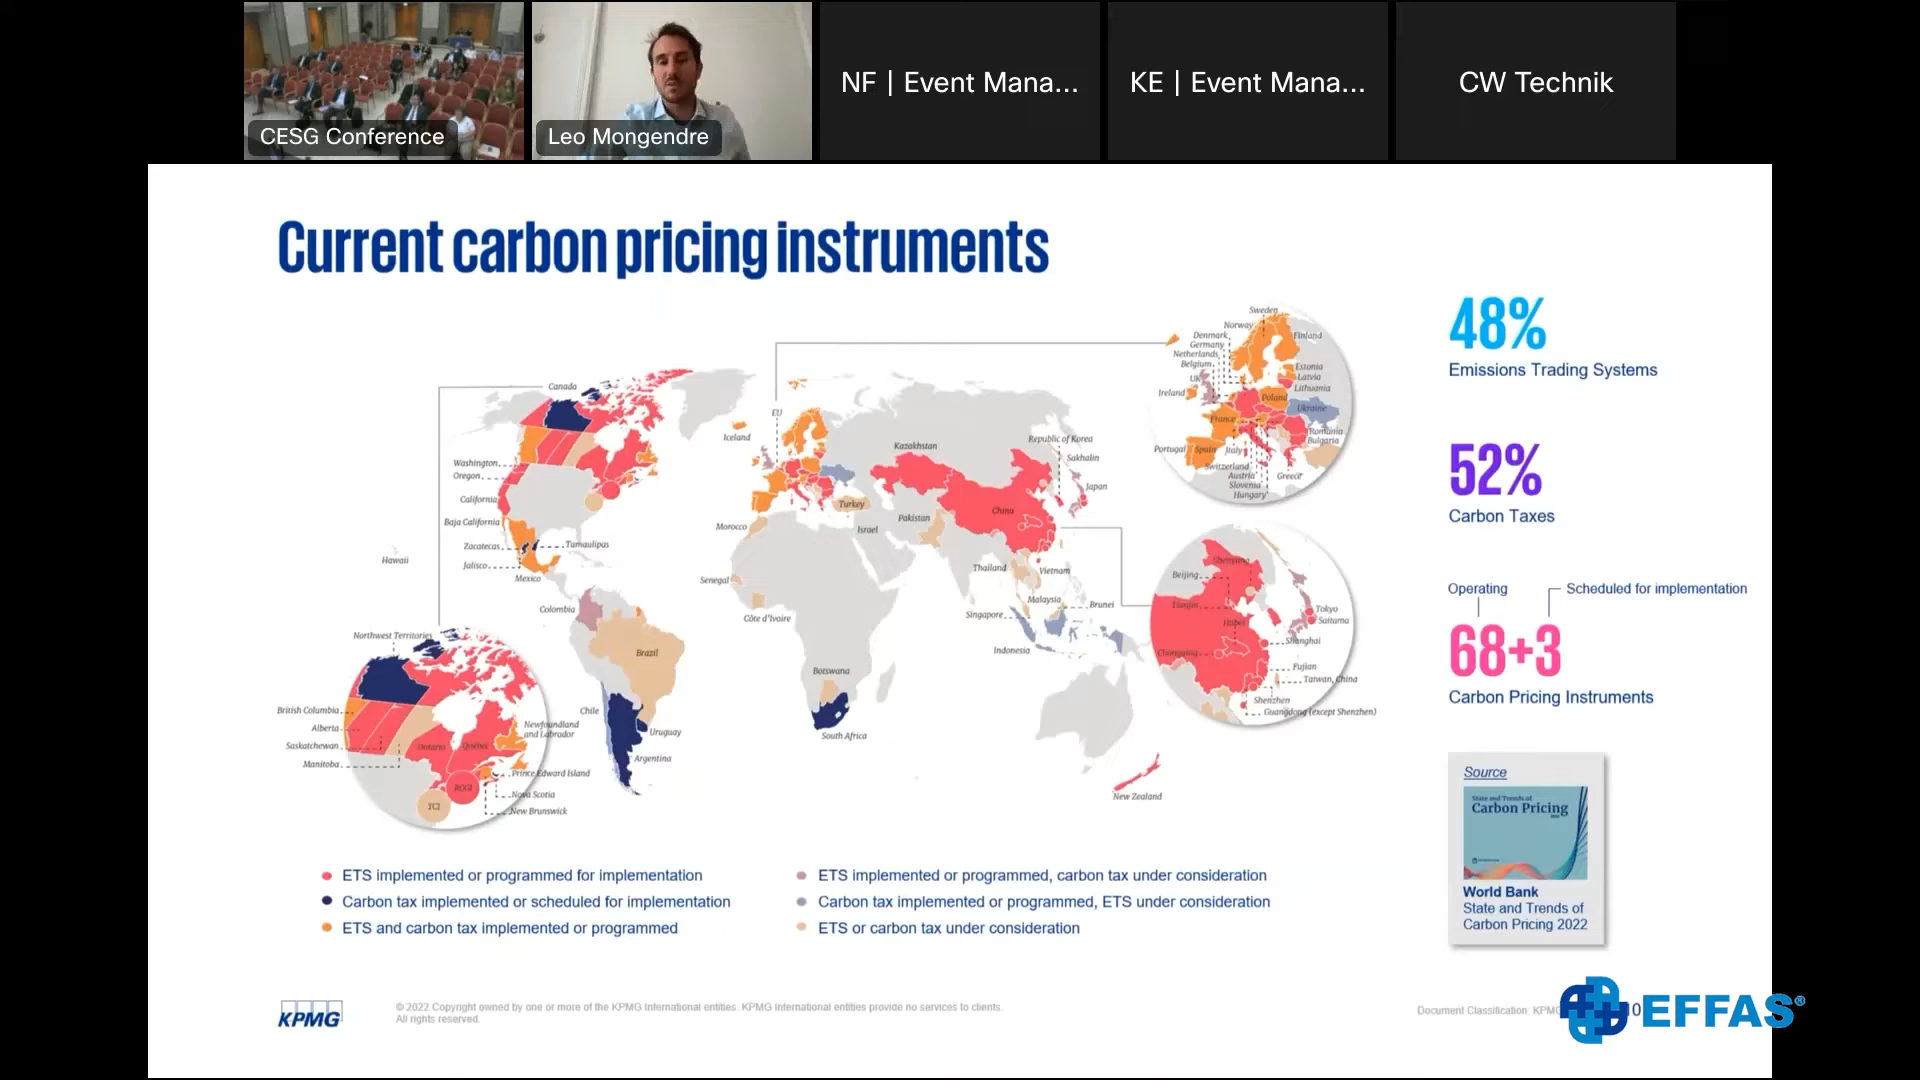 CESG Conference
Leo Mongendre
NF | Event Mana...
KE | Event Mana...
CW Technik
Current carbon pricing instruments
Canada
Washington
Oregon
California
Baja California
Zacatecas
Tamaulipas
Jalisco
Mexico
Hawaii
Colombia
Brazil
Chile
Uruguay
Argentina
Iceland
EU
Morocco
Senegal
Côte d'Ivoire
Botswana
South Africa
Turkey
Israel
Kazakhstan
Pakistan
China
Republic of Korea
Sakhalin
Japan
Thailand
Vietnam
Malaysia
Brunei
Singapore
Indonesia
New Zealand
Sweden
Norway
Denmark
Germany
Netherlands
Belgium
UK
Ireland
Finland
Estonia
Latvia
Lithuania
Poland
Ukraine
France
Romania
Bulgaria
Portugal
Spain
Italy
Switzerland
Austria
Slovenia
Hungary
Greece
Northwest Territories
British Columbia
Alberta
Saskatchewan
Manitoba
Ontario
Québec
Newfoundland
and Labrador
Prince Edward Island
Nova Scotia
New Brunswick
RGGI
TCI
Beijing
Tianjin
Hubei
Chongqing
Tokyo
Saitama
Shanghai
Fujian
Taiwan, China
Shenzhen
Guangdong (except Shenzhen)
48%
Emissions Trading Systems
52%
Carbon Taxes
Operating
Scheduled for implementation
68+3
Carbon Pricing Instruments
Source
State and Trends of
Carbon Pricing
World Bank
State and Trends of
Carbon Pricing 2022
ETS implemented or programmed for implementation
Carbon tax implemented or scheduled for implementation
ETS and carbon tax implemented or programmed
ETS implemented or programmed, carbon tax under consideration
Carbon tax implemented or programmed, ETS under consideration
ETS or carbon tax under consideration
KPMG
© 2022 Copyright owned by one or more of the KPMG International entities. KPMG International entities provide no services to clients.
All rights reserved.
Document Classification: KPMG
10
EFFAS®